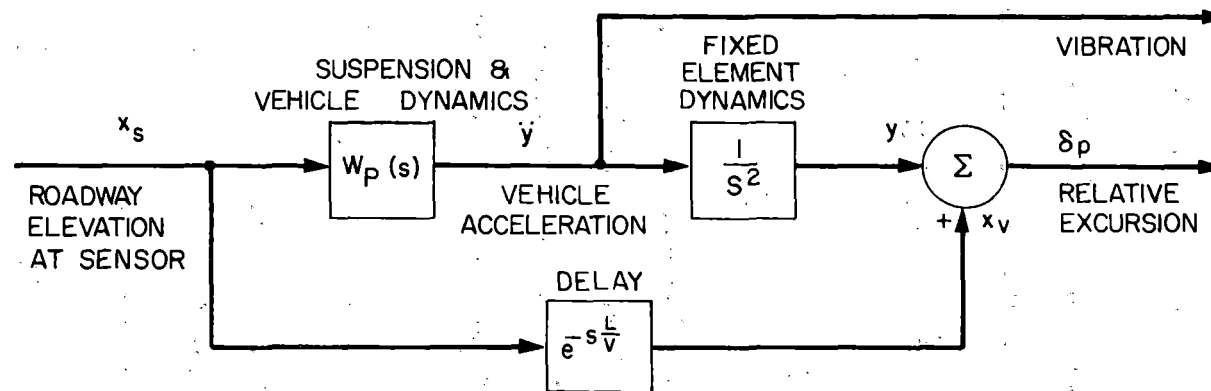 VIBRATION
FIXED
ELEMENT
DYNAMICS
SUSPENSION &
VEHICLE DYNAMICS
x_s
ÿ
y
δ_p
W_p (s)
1
S²
Σ
ROADWAY
ELEVATION
AT SENSOR
VEHICLE
ACCELERATION
+ x_v
RELATIVE
EXCURSION
DELAY
e^{-s L/V}